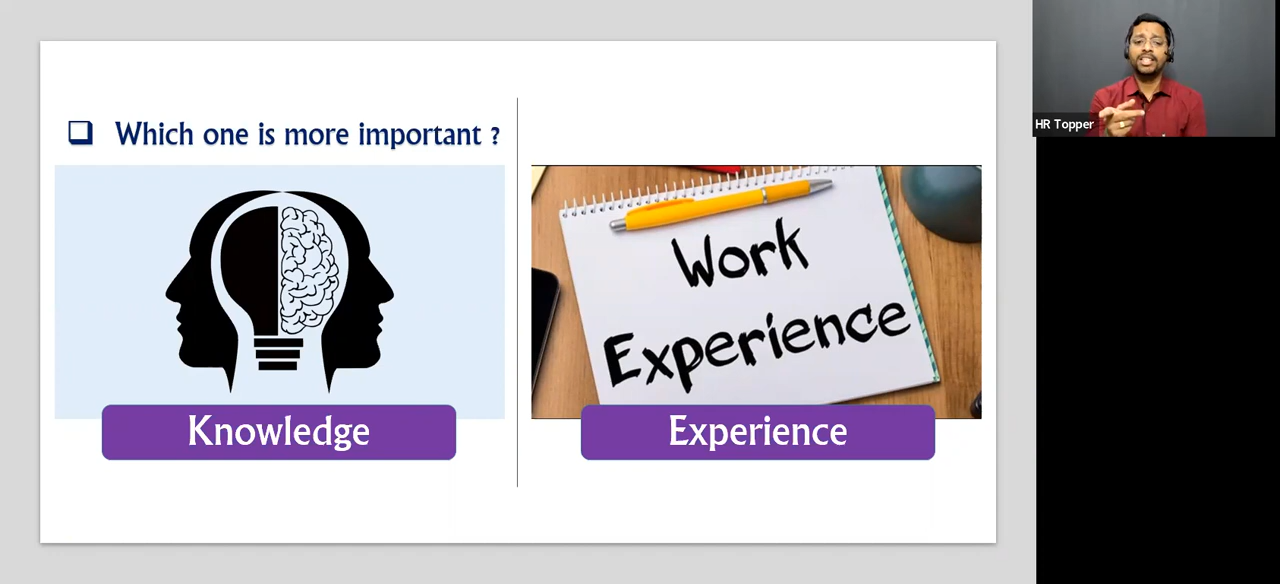 Which one is more important ?
Work
Experience
Knowledge
Experience
HR Topper